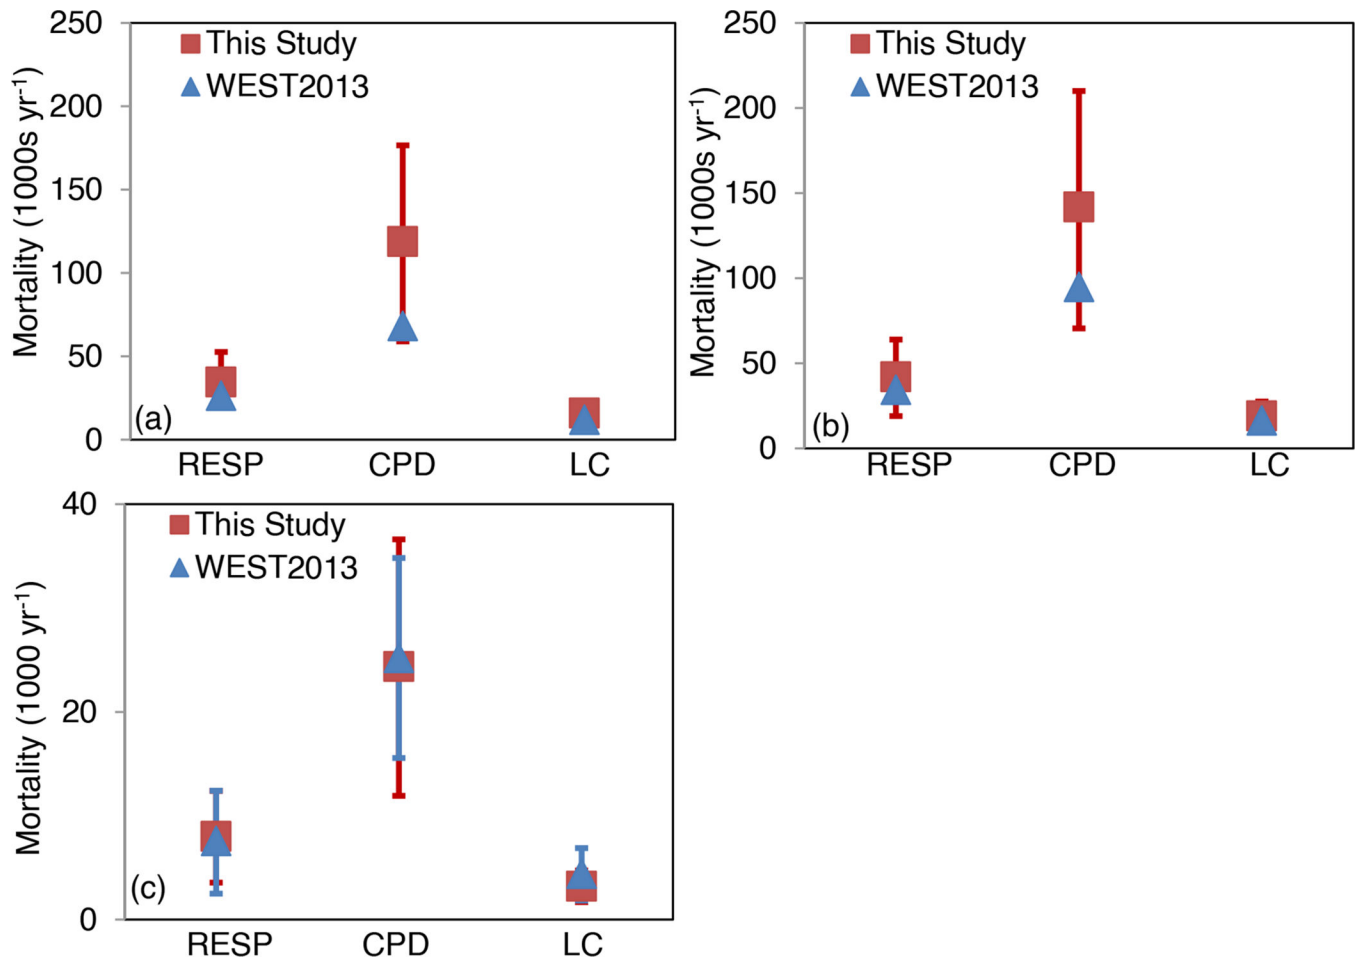 250
200
150
100
50
0
Mortality (1000s yr-1)
This Study
WEST2013
(a)
RESP CPD LC
250
200
150
100
50
0
Mortality (1000s yr-1)
This Study
WEST2013
(b)
RESP CPD LC
40
20
0
Mortality (1000 yr-1)
This Study
WEST2013
(c)
RESP CPD LC